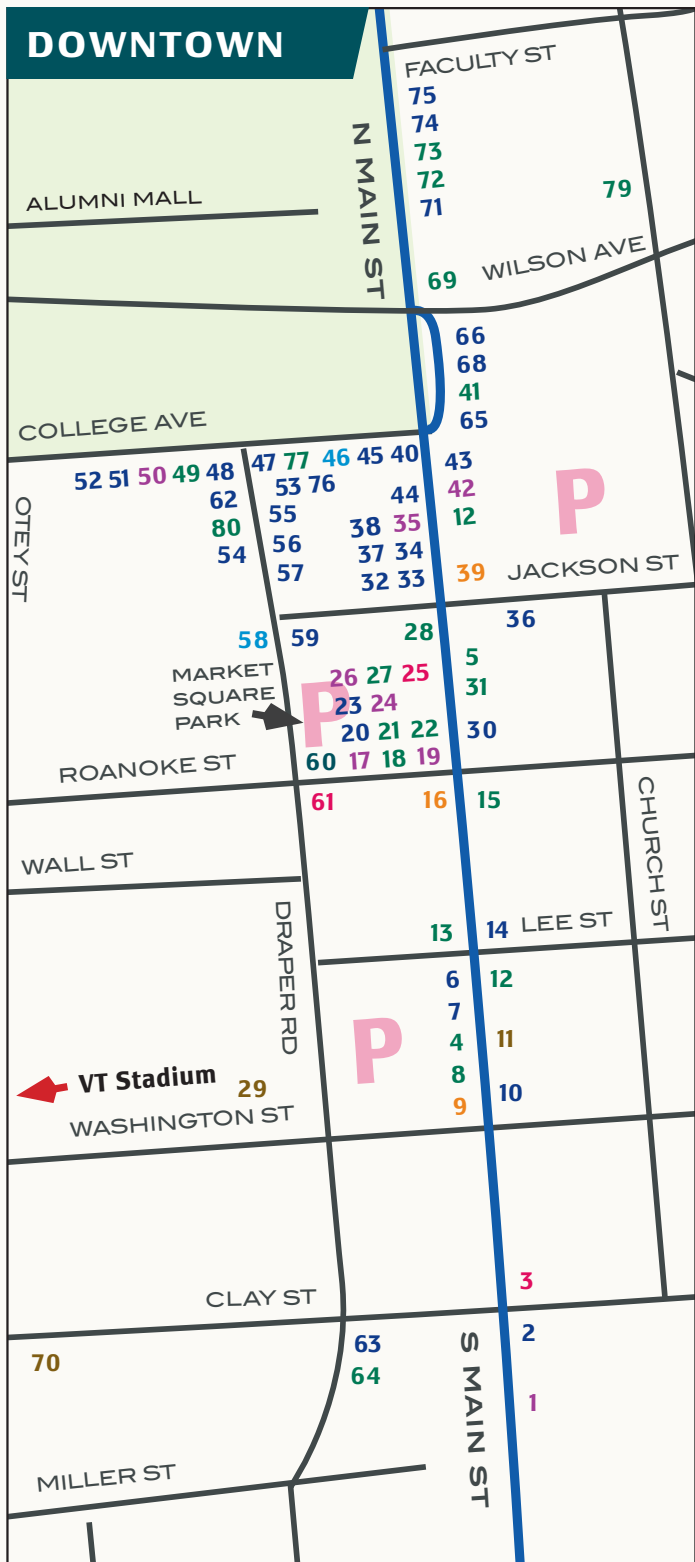 DOWNTOWN
FACULTY ST
75
74
N MAIN ST
73
72
79
ALUMNI MALL
71
WILSON AVE
69
66
68
41
COLLEGE AVE
65
52 51 50 49 48
47 77 46 45 40
43
53 76
42
62
44
P
OTEY ST
55
38 35
12
80
56
37 34
54
57
32 33
39
JACKSON ST
36
58
59
28
5
MARKET
SQUARE
PARK
26 27 25
31
P
23 24
20 21 22
30
ROANOKE ST
60 17 18 19
61
16
15
CHURCH ST
WALL ST
DRAPER RD
13
14
LEE ST
6
12
7
P
4
11
VT Stadium
29
8
10
9
WASHINGTON ST
3
CLAY ST
63
2
70
64
S MAIN ST
1
MILLER ST